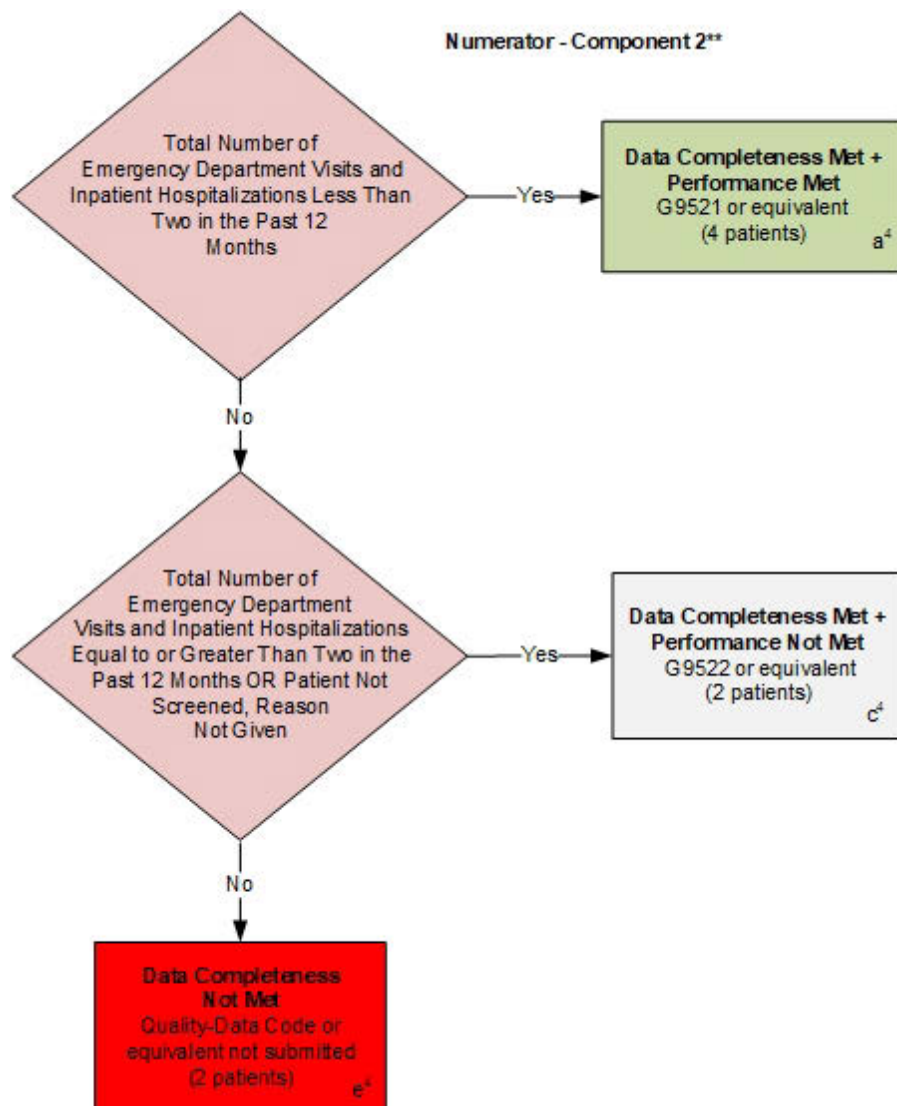 Numerator - Component 2**
Total Number of
Emergency Department Visits and
Inpatient Hospitalizations Less Than
Two in the Past 12
Months
Yes
Data Completeness Met +
Performance Met
G9521 or equivalent
(4 patients)
a⁴
No
Total Number of
Emergency Department
Visits and Inpatient Hospitalizations
Equal to or Greater Than Two in the
Past 12 Months OR Patient Not
Screened, Reason
Not Given
Yes
Data Completeness Met +
Performance Not Met
G9522 or equivalent
(2 patients)
c⁴
No
Data Completeness
Not Met
Quality-Data Code or
equivalent not submitted
(2 patients)
e⁴